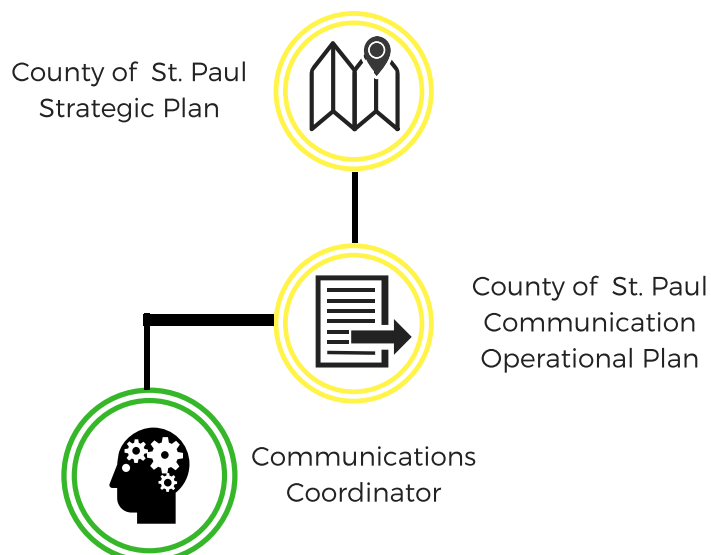 County of St. Paul
Strategic Plan
County of St. Paul
Communication
Operational Plan
Communications
Coordinator